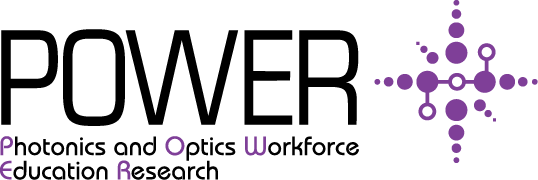 POWER
Photonics and Optics Workforce
Education Research